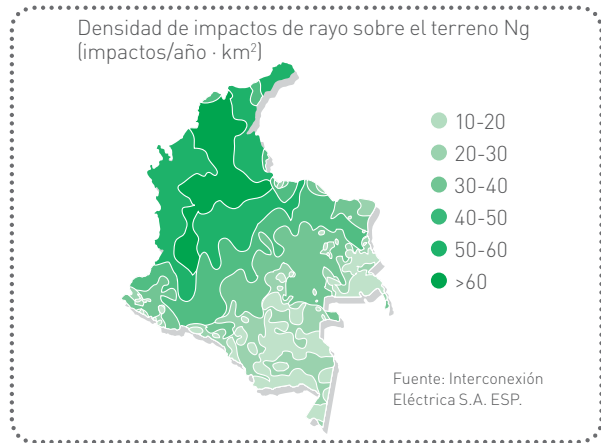 Densidad de impactos de rayo sobre el terreno Ng
(impactos/año · km²)
10-20
20-30
30-40
40-50
50-60
>60
Fuente: Interconexión
Eléctrica S.A. ESP.